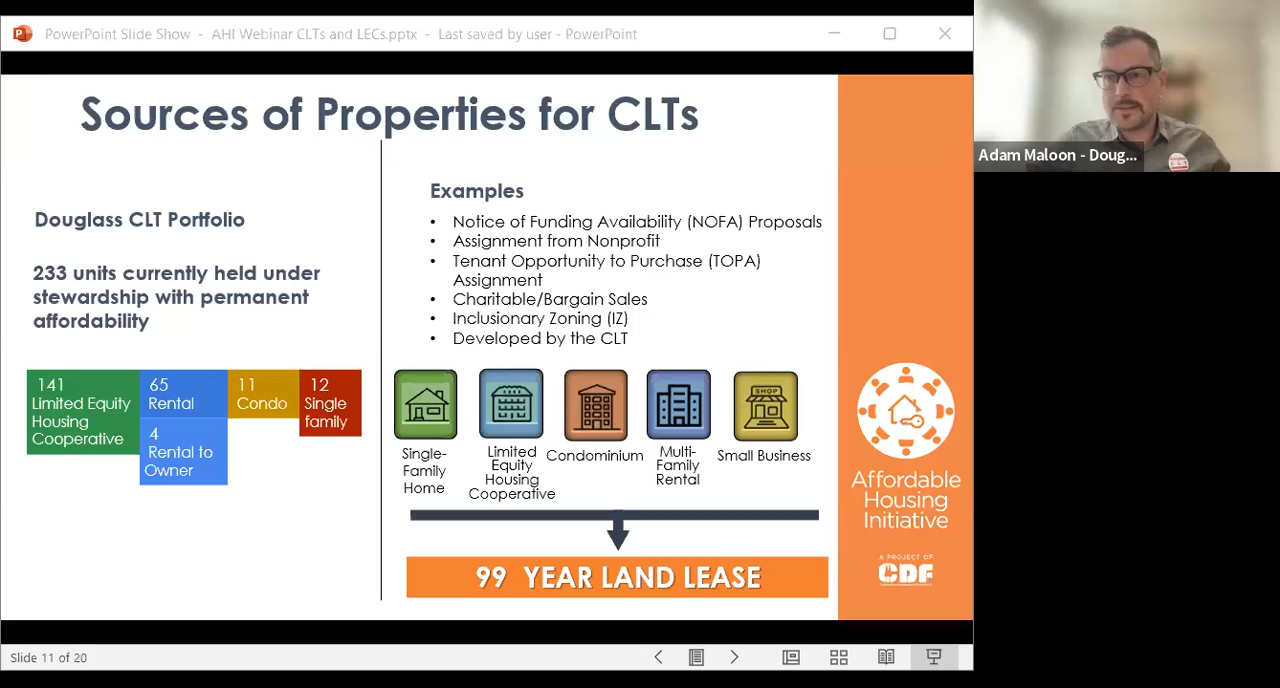 PowerPoint Slide Show - AHI Webinar CLTs and LECs.pptx - Last saved by user - PowerPoint
Sources of Properties for CLTs
Douglass CLT Portfolio
233 units currently held under
stewardship with permanent
affordability
141
Limited Equity
Housing
Cooperative
65
Rental
4
Rental to
Owner
11
Condo
12
Single
family
Examples
• Notice of Funding Availability (NOFA) Proposals
• Assignment from Nonprofit
• Tenant Opportunity to Purchase (TOPA)
Assignment
• Charitable/Bargain Sales
• Inclusionary Zoning (IZ)
• Developed by the CLT
Single-
Family
Home
Limited
Equity
Housing
Cooperative
Condominium
Multi-
Family
Rental
SHOP
Small Business
99 YEAR LAND LEASE
Affordable
Housing
Initiative
A PROJECT OF
CDF
Adam Maloon - Doug...
CLT
Slide 11 of 20